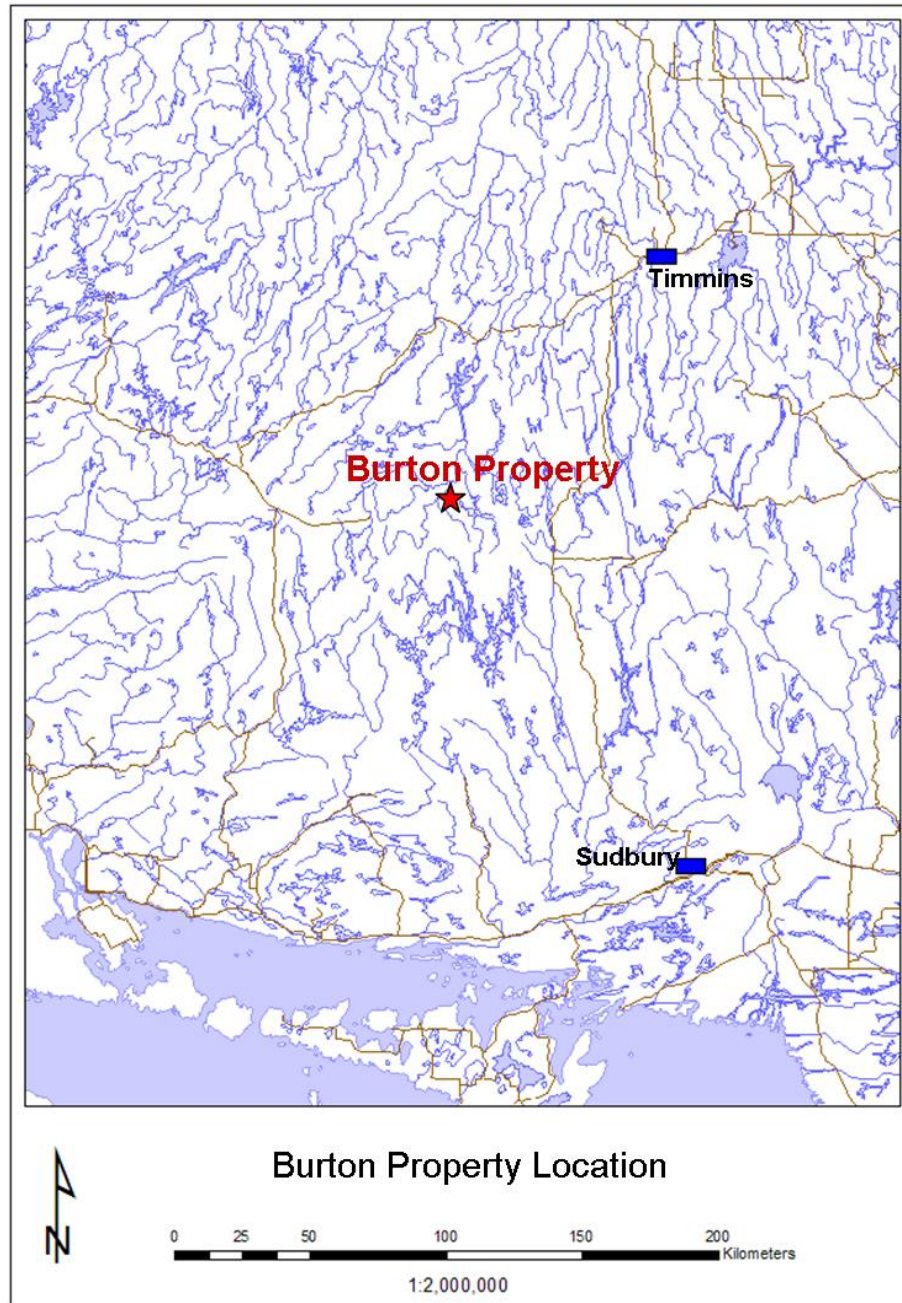 Timmins
Burton Property
Sudbury
Burton Property Location
N
0 25 50 100 150 200
Kilometers
1:2,000,000